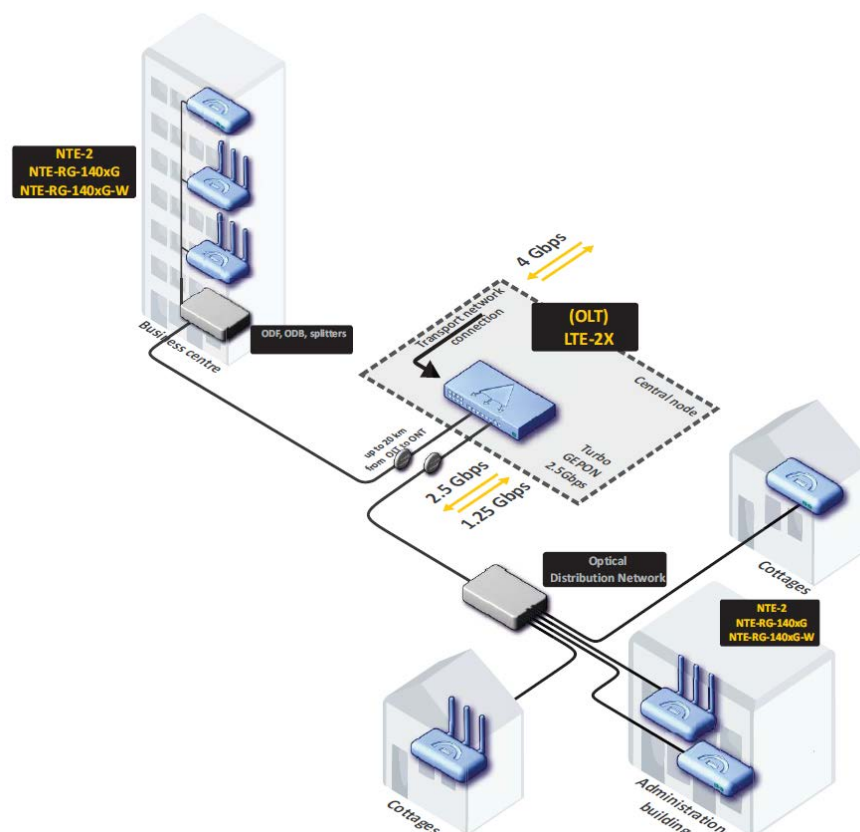 NTE-2
NTE-RG-140xG
NTE-RG-140xG-W
Business centre
ODF, ODB, splitters
4 Gbps
Transport network
connection
(OLT)
LTE-2X
Central node
up to 20 km
from OLT to ONT
Turbo
GEPON
2.5Gbps
2.5 Gbps
1.25 Gbps
Optical
Distribution Network
Cottages
NTE-2
NTE-RG-140xG
NTE-RG-140xG-W
Cottages
Administration
building